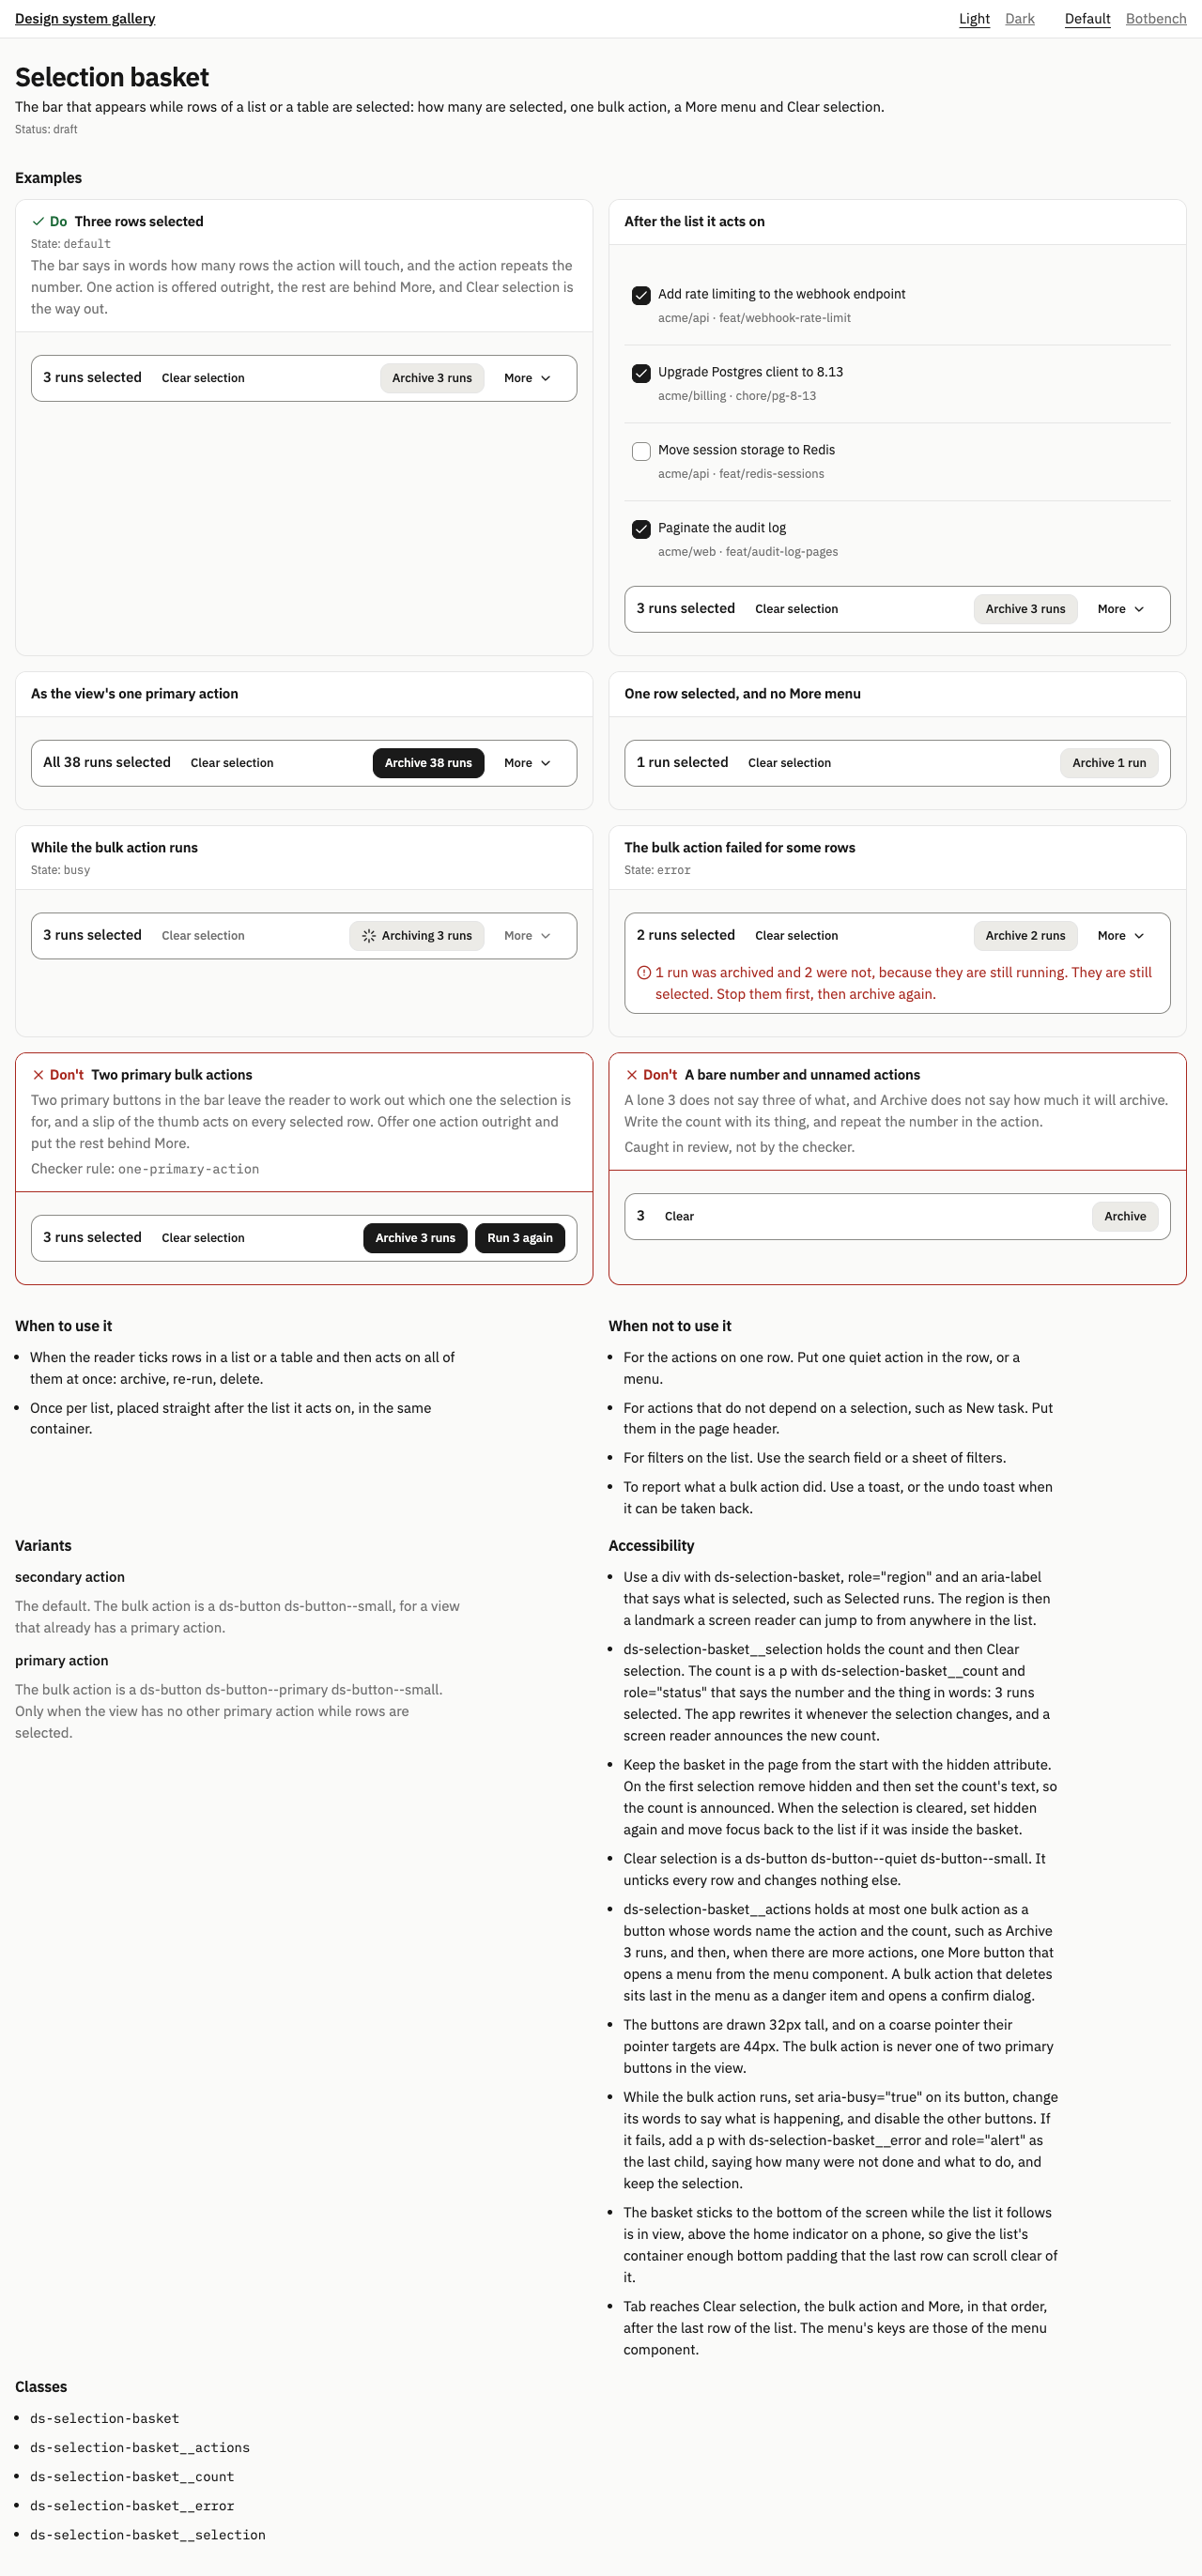 Design system gallery
Light Dark Default Botbench
Selection basket
The bar that appears while rows of a list or a table are selected: how many are selected, one bulk action, a More menu and Clear selection.
Status: draft
Examples
Do Three rows selected
State: default
The bar says in words how many rows the action will touch, and the action repeats the
number. One action is offered outright, the rest are behind More, and Clear selection is
the way out.
3 runs selected Clear selection Archive 3 runs More
After the list it acts on
Add rate limiting to the webhook endpoint
acme/api · feat/webhook-rate-limit
Upgrade Postgres client to 8.13
acme/billing · chore/pg-8-13
Move session storage to Redis
acme/api · feat/redis-sessions
Paginate the audit log
acme/web · feat/audit-log-pages
3 runs selected Clear selection Archive 3 runs More
As the view's one primary action
All 38 runs selected Clear selection Archive 38 runs More
One row selected, and no More menu
1 run selected Clear selection Archive 1 run
While the bulk action runs
State: busy
3 runs selected Clear selection Archiving 3 runs More
The bulk action failed for some rows
State: error
2 runs selected Clear selection Archive 2 runs More
1 run was archived and 2 were not, because they are still running. They are still
selected. Stop them first, then archive again.
Don't Two primary bulk actions
Two primary buttons in the bar leave the reader to work out which one the selection is
for, and a slip of the thumb acts on every selected row. Offer one action outright and
put the rest behind More.
Checker rule: one-primary-action
3 runs selected Clear selection Archive 3 runs Run 3 again
Don't A bare number and unnamed actions
A lone 3 does not say three of what, and Archive does not say how much it will archive.
Write the count with its thing, and repeat the number in the action.
Caught in review, not by the checker.
3 Clear Archive
When to use it
When the reader ticks rows in a list or a table and then acts on all of
them at once: archive, re-run, delete.
Once per list, placed straight after the list it acts on, in the same
container.
When not to use it
For the actions on one row. Put one quiet action in the row, or a
menu.
For actions that do not depend on a selection, such as New task. Put
them in the page header.
For filters on the list. Use the search field or a sheet of filters.
To report what a bulk action did. Use a toast, or the undo toast when
it can be taken back.
Variants
secondary action
The default. The bulk action is a ds-button ds-button--small, for a view
that already has a primary action.
primary action
The bulk action is a ds-button ds-button--primary ds-button--small.
Only when the view has no other primary action while rows are
selected.
Accessibility
Use a div with ds-selection-basket, role="region" and an aria-label
that says what is selected, such as Selected runs. The region is then
a landmark a screen reader can jump to from anywhere in the list.
ds-selection-basket__selection holds the count and then Clear
selection. The count is a p with ds-selection-basket__count and
role="status" that says the number and the thing in words: 3 runs
selected. The app rewrites it whenever the selection changes, and a
screen reader announces the new count.
Keep the basket in the page from the start with the hidden attribute.
On the first selection remove hidden and then set the count's text, so
the count is announced. When the selection is cleared, set hidden
again and move focus back to the list if it was inside the basket.
Clear selection is a ds-button ds-button--quiet ds-button--small. It
unticks every row and changes nothing else.
ds-selection-basket__actions holds at most one bulk action as a
button whose words name the action and the count, such as Archive
3 runs, and then, when there are more actions, one More button that
opens a menu from the menu component. A bulk action that deletes
sits last in the menu as a danger item and opens a confirm dialog.
The buttons are drawn 32px tall, and on a coarse pointer their
pointer targets are 44px. The bulk action is never one of two primary
buttons in the view.
While the bulk action runs, set aria-busy="true" on its button, change
its words to say what is happening, and disable the other buttons. If
it fails, add a p with ds-selection-basket__error and role="alert" as
the last child, saying how many were not done and what to do, and
keep the selection.
The basket sticks to the bottom of the screen while the list it follows
is in view, above the home indicator on a phone, so give the list's
container enough bottom padding that the last row can scroll clear of
it.
Tab reaches Clear selection, the bulk action and More, in that order,
after the last row of the list. The menu's keys are those of the menu
component.
Classes
ds-selection-basket
ds-selection-basket__actions
ds-selection-basket__count
ds-selection-basket__error
ds-selection-basket__selection